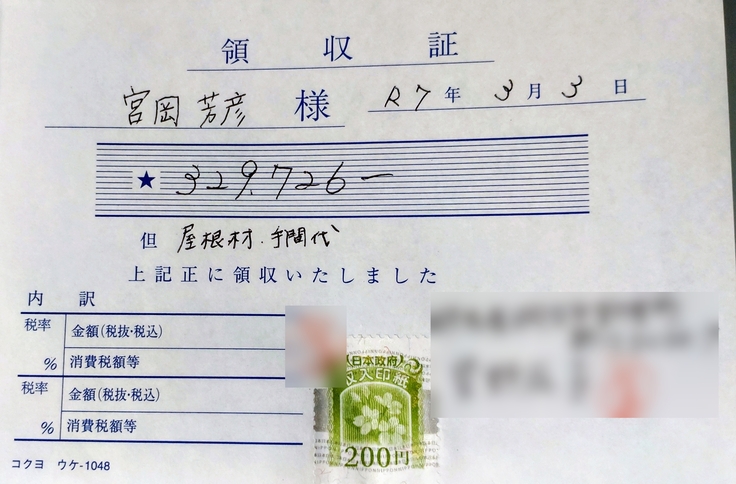 領収証
宮岡 芳彦 様 R7年 3月 3日
★ 329,726−
但 屋根材・手間代
上記正に領収いたしました
内訳
税率 金額(税抜・税込)
% 消費税額等
税率 金額(税抜・税込)
% 消費税額等
コクヨ ウケ-1048
日本政府
収入印紙
200円